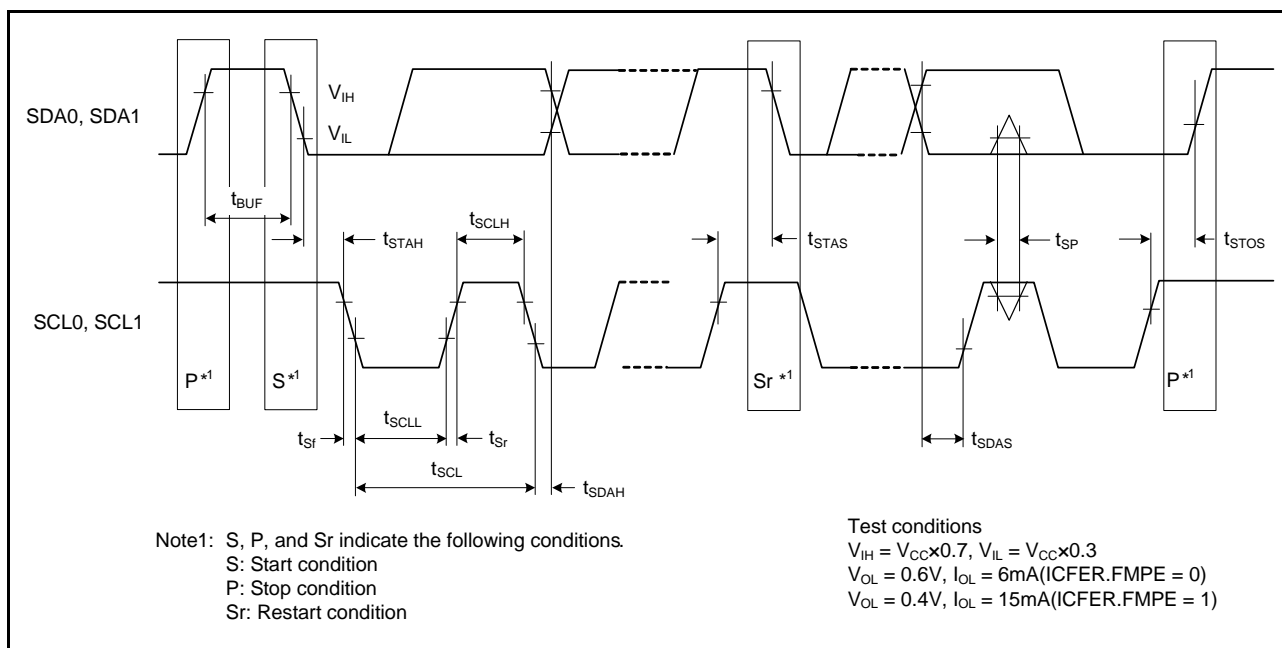 SDA0, SDA1
V_IH
V_IL
t_BUF
t_STAH
t_SCLH
t_STAS
t_SP
t_STOS
SCL0, SCL1
P*1
S*1
Sr*1
P*1
t_Sf
t_SCLL
t_Sr
t_SCL
t_SDAH
t_SDAS
Note1: S, P, and Sr indicate the following conditions.
S: Start condition
P: Stop condition
Sr: Restart condition
Test conditions
V_IH = V_CC×0.7, V_IL = V_CC×0.3
V_OL = 0.6V, I_OL = 6mA(ICFER.FMPE = 0)
V_OL = 0.4V, I_OL = 15mA(ICFER.FMPE = 1)